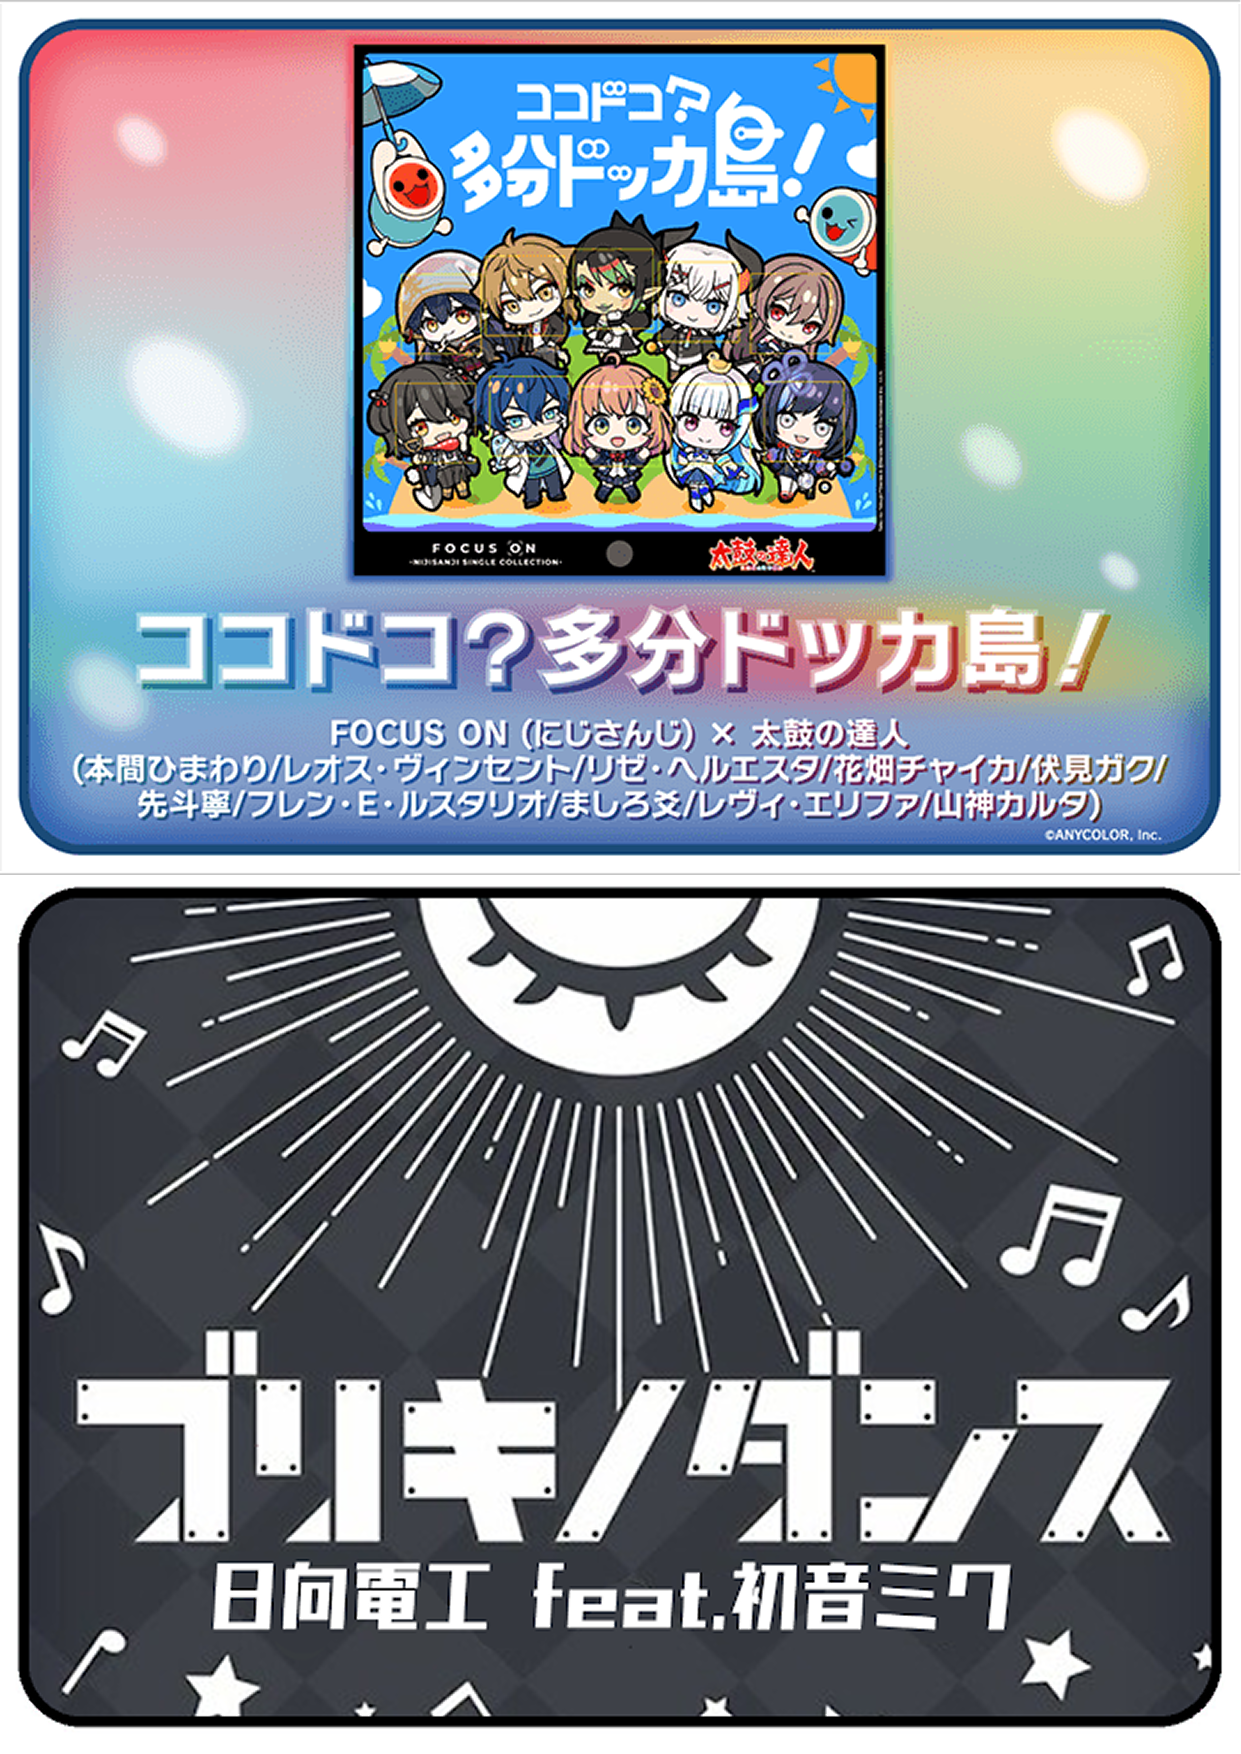 ココドコ?
多分ドッカ島!
FOCUS ON
-NIJISANJI SINGLE COLLECTION-
太鼓の達人
ココドコ?多分ドッカ島!
FOCUS ON (にじさんじ) × 太鼓の達人
(本間ひまわり/レオス・ヴィンセント/リゼ・ヘルエスタ/花畑チャイカ/伏見ガク/
先斗寧/フレン・E・ルスタリオ/ましろ爻/レヴィ・エリファ/山神カルタ)
©ANYCOLOR, Inc.
ブリキノダンス
日向電工 feat.初音ミク